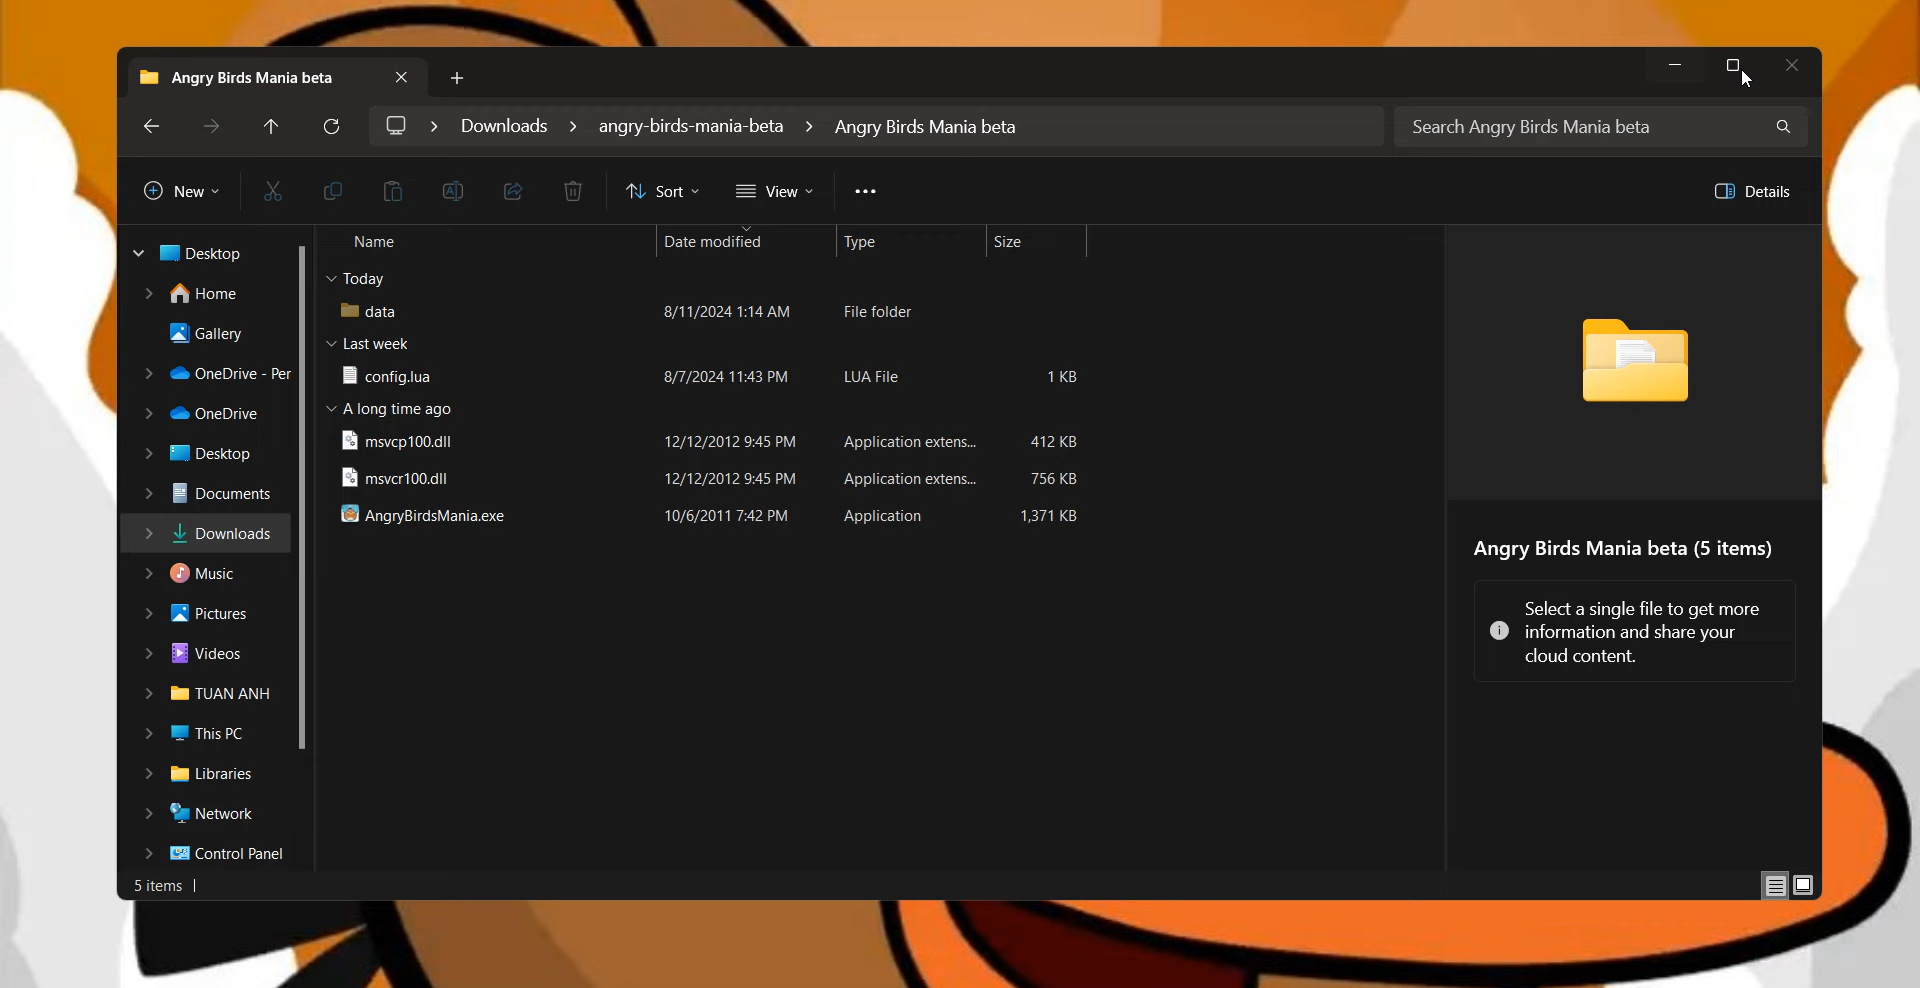 Angry Birds Mania beta
Downloads
angry-birds-mania-beta
Angry Birds Mania beta
Search Angry Birds Mania beta
New
Sort
View
Details
Desktop
Home
Gallery
OneDrive - Per
OneDrive
Desktop
Documents
Downloads
Music
Pictures
Videos
TUAN ANH
This PC
Libraries
Network
Control Panel
Name Date modified Type Size
Today
data 8/11/2024 1:14 AM File folder
Last week
config.lua 8/7/2024 11:43 PM LUA File 1 KB
A long time ago
msvcp100.dll 12/12/2012 9:45 PM Application extens... 412 KB
msvcr100.dll 12/12/2012 9:45 PM Application extens... 756 KB
AngryBirdsMania.exe 10/6/2011 7:42 PM Application 1,371 KB
Angry Birds Mania beta (5 items)
Select a single file to get more
information and share your
cloud content.
5 items